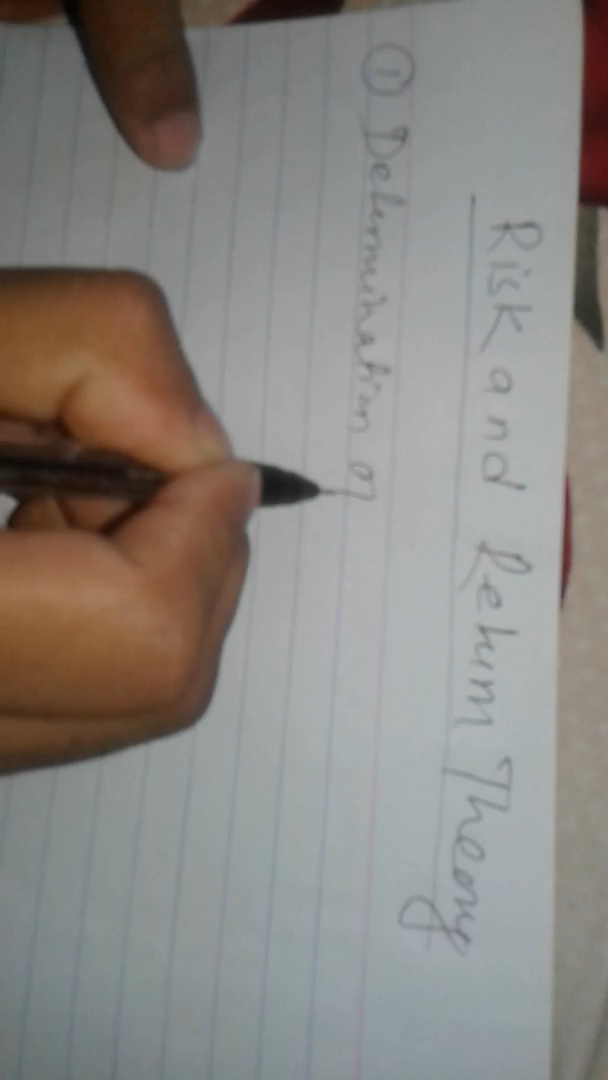 Risk and Return Theory
① Determination of